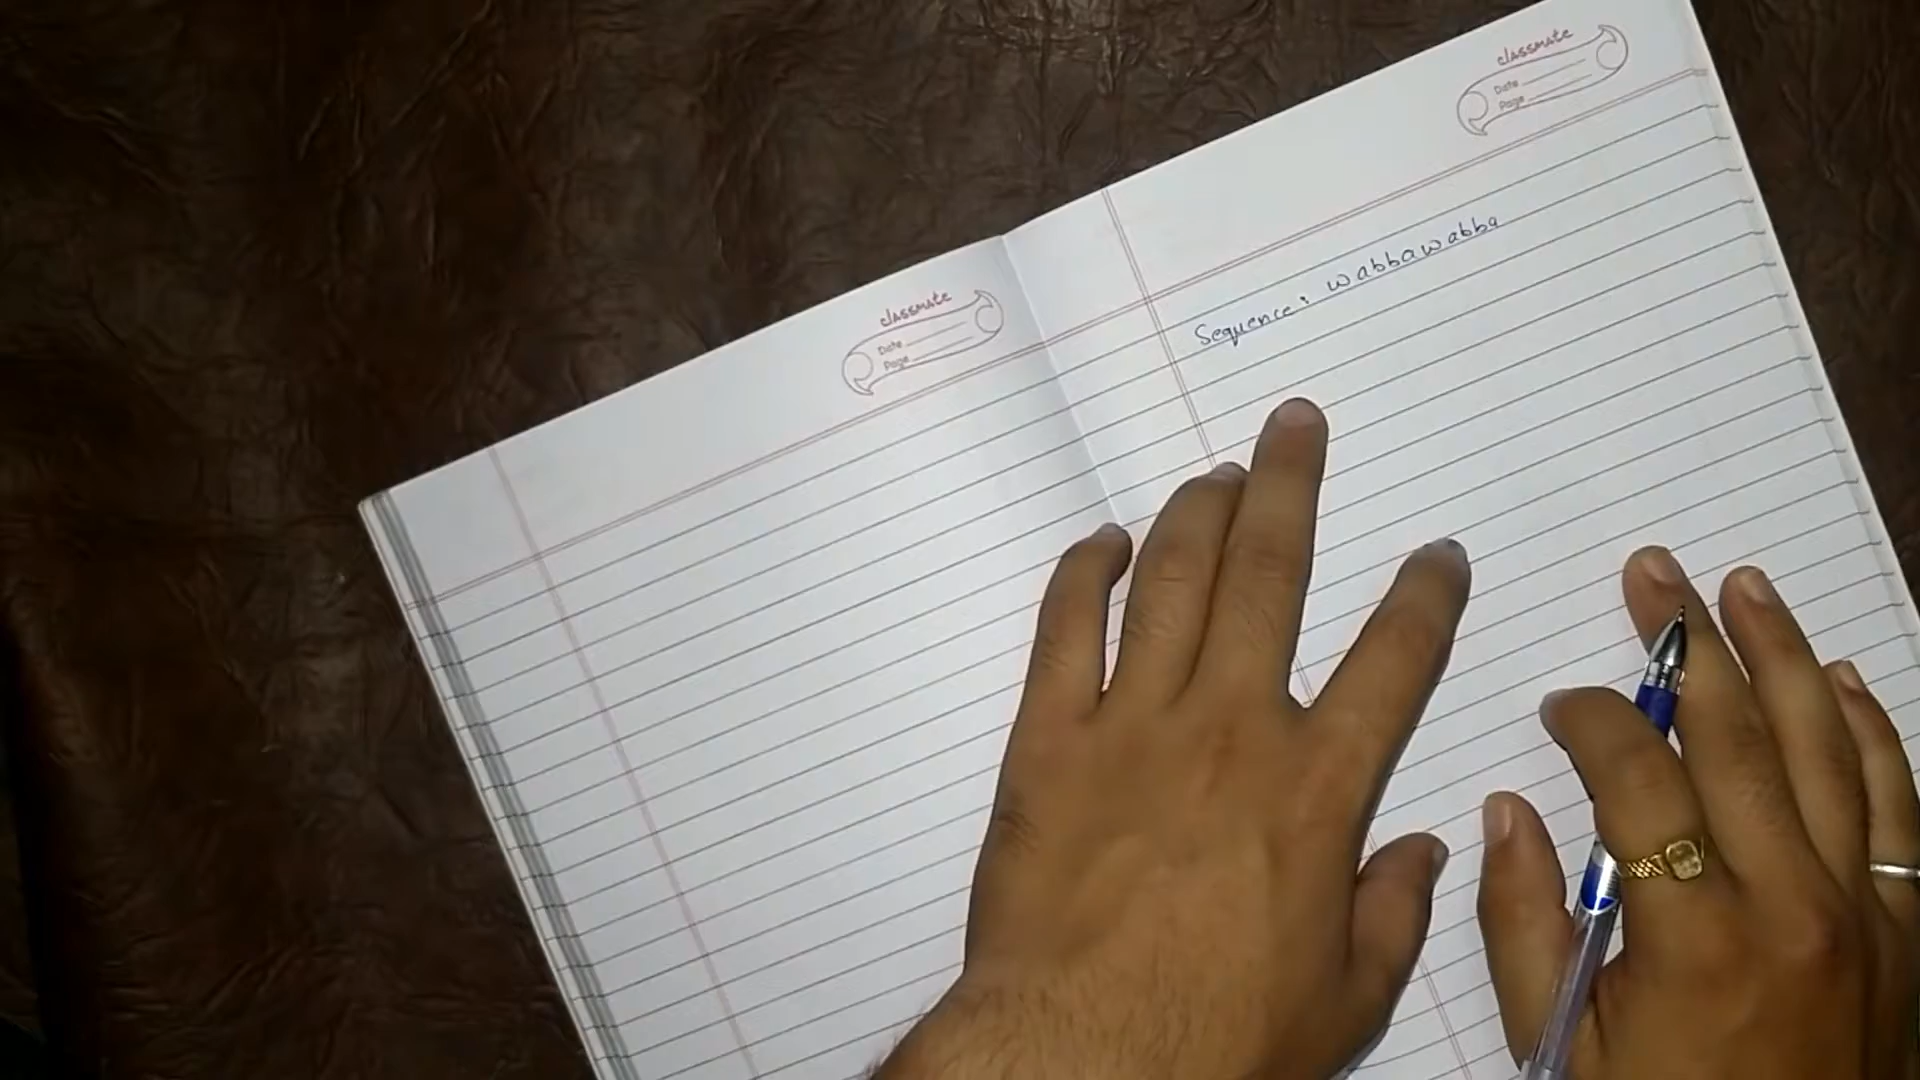 classmate
Date
Page
classmate
Date
Page
Sequence: wabbawabba